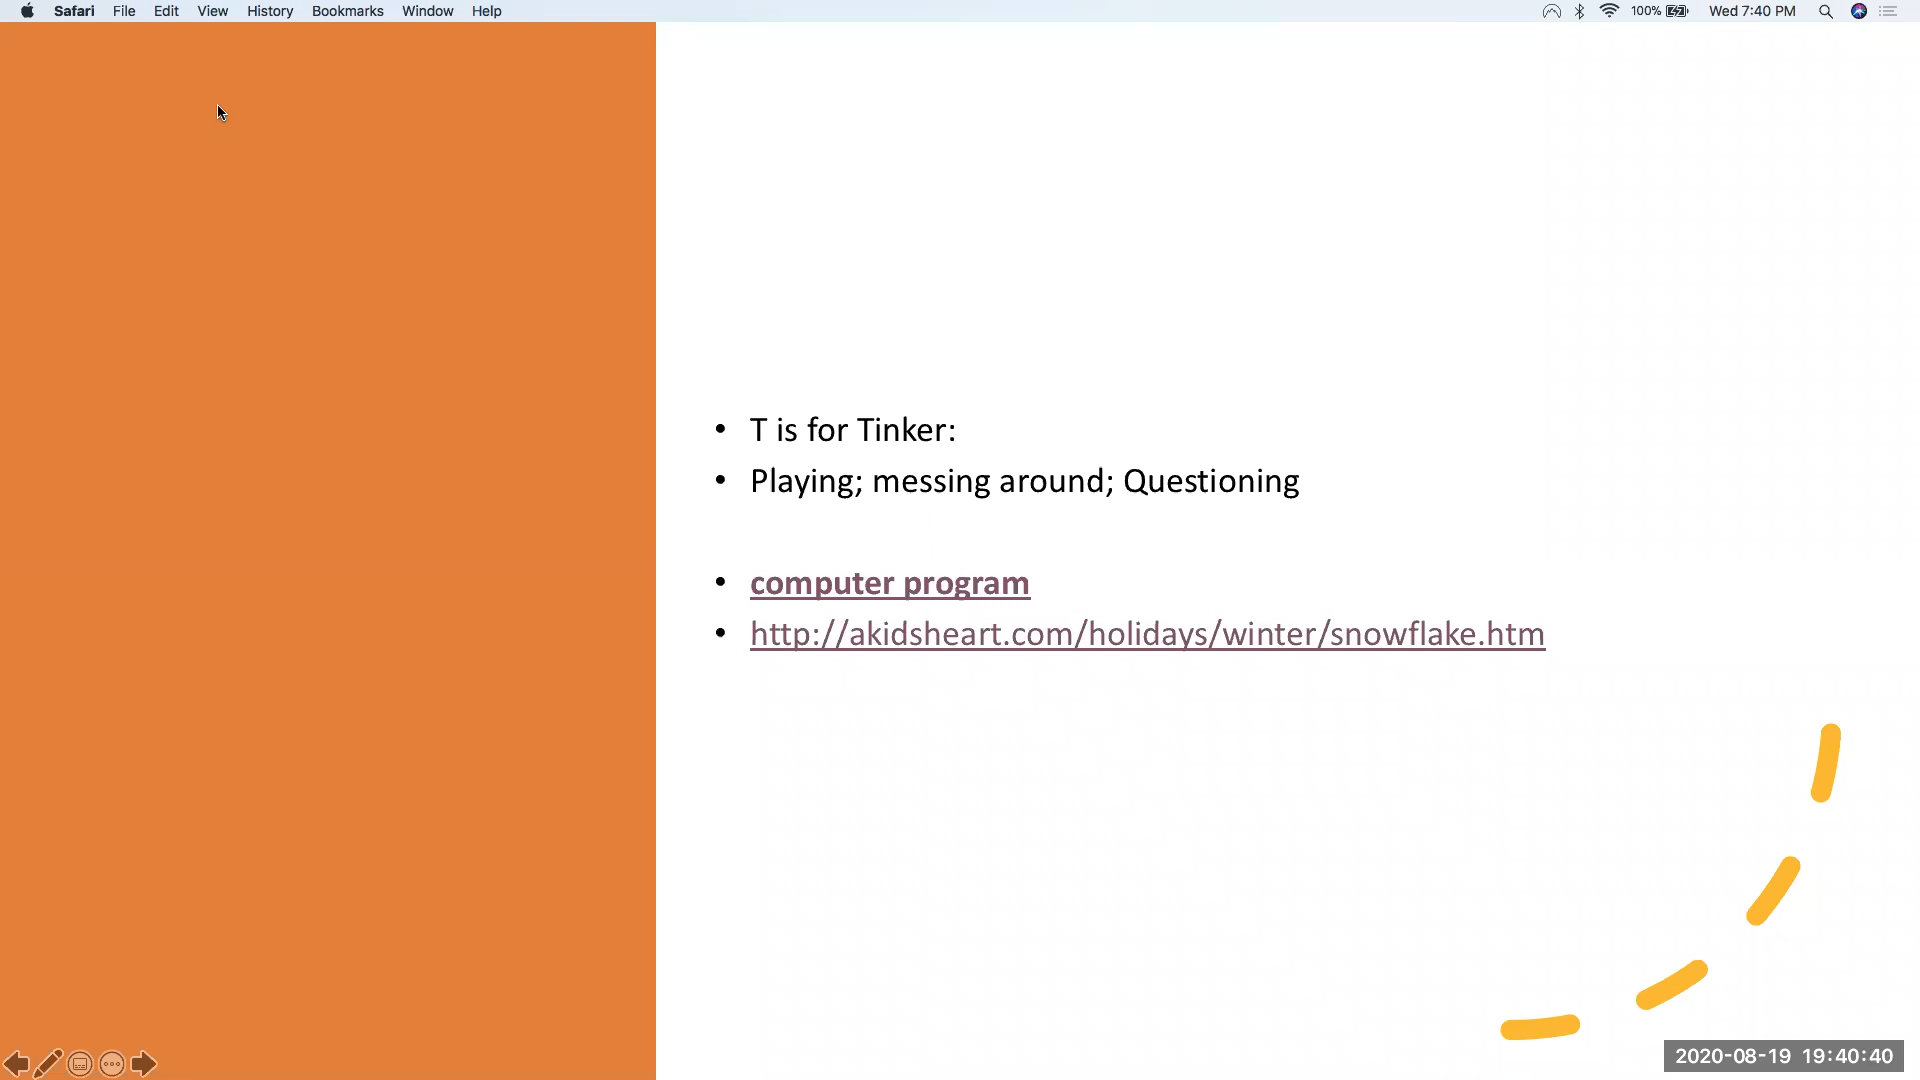 Safari File Edit View History Bookmarks Window Help 100% Wed 7:40 PM
• T is for Tinker:
• Playing; messing around; Questioning
• computer program
• http://akidsheart.com/holidays/winter/snowflake.htm
2020-08-19 19:40:40